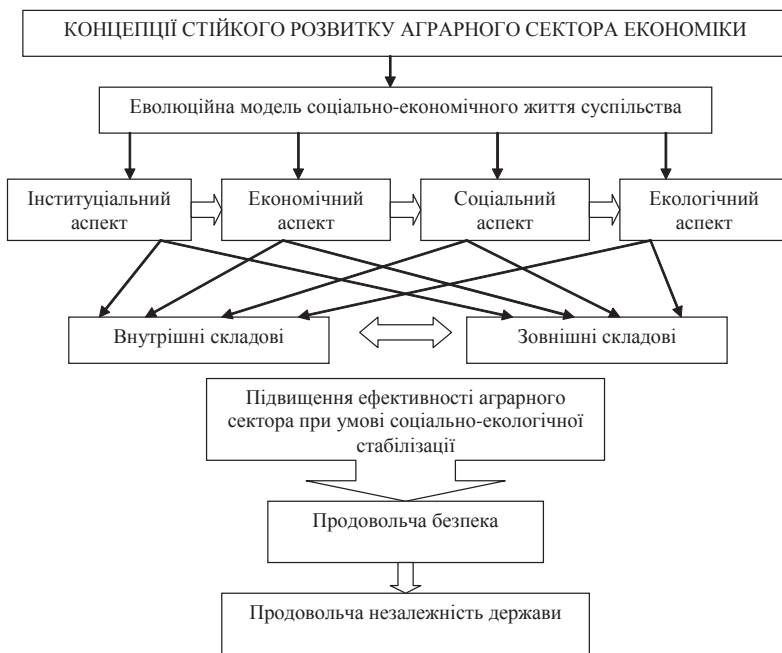 КОНЦЕПЦІЇ СТІЙКОГО РОЗВИТКУ АГРАРНОГО СЕКТОРА ЕКОНОМІКИ
Еволюційна модель соціально-економічного життя суспільства
Інституціальний
аспект
Економічний
аспект
Соціальний
аспект
Екологічний
аспект
Внутрішні складові
Зовнішні складові
Підвищення ефективності аграрного
сектора при умові соціально-екологічної
стабілізації
Продовольча безпека
Продовольча незалежність держави